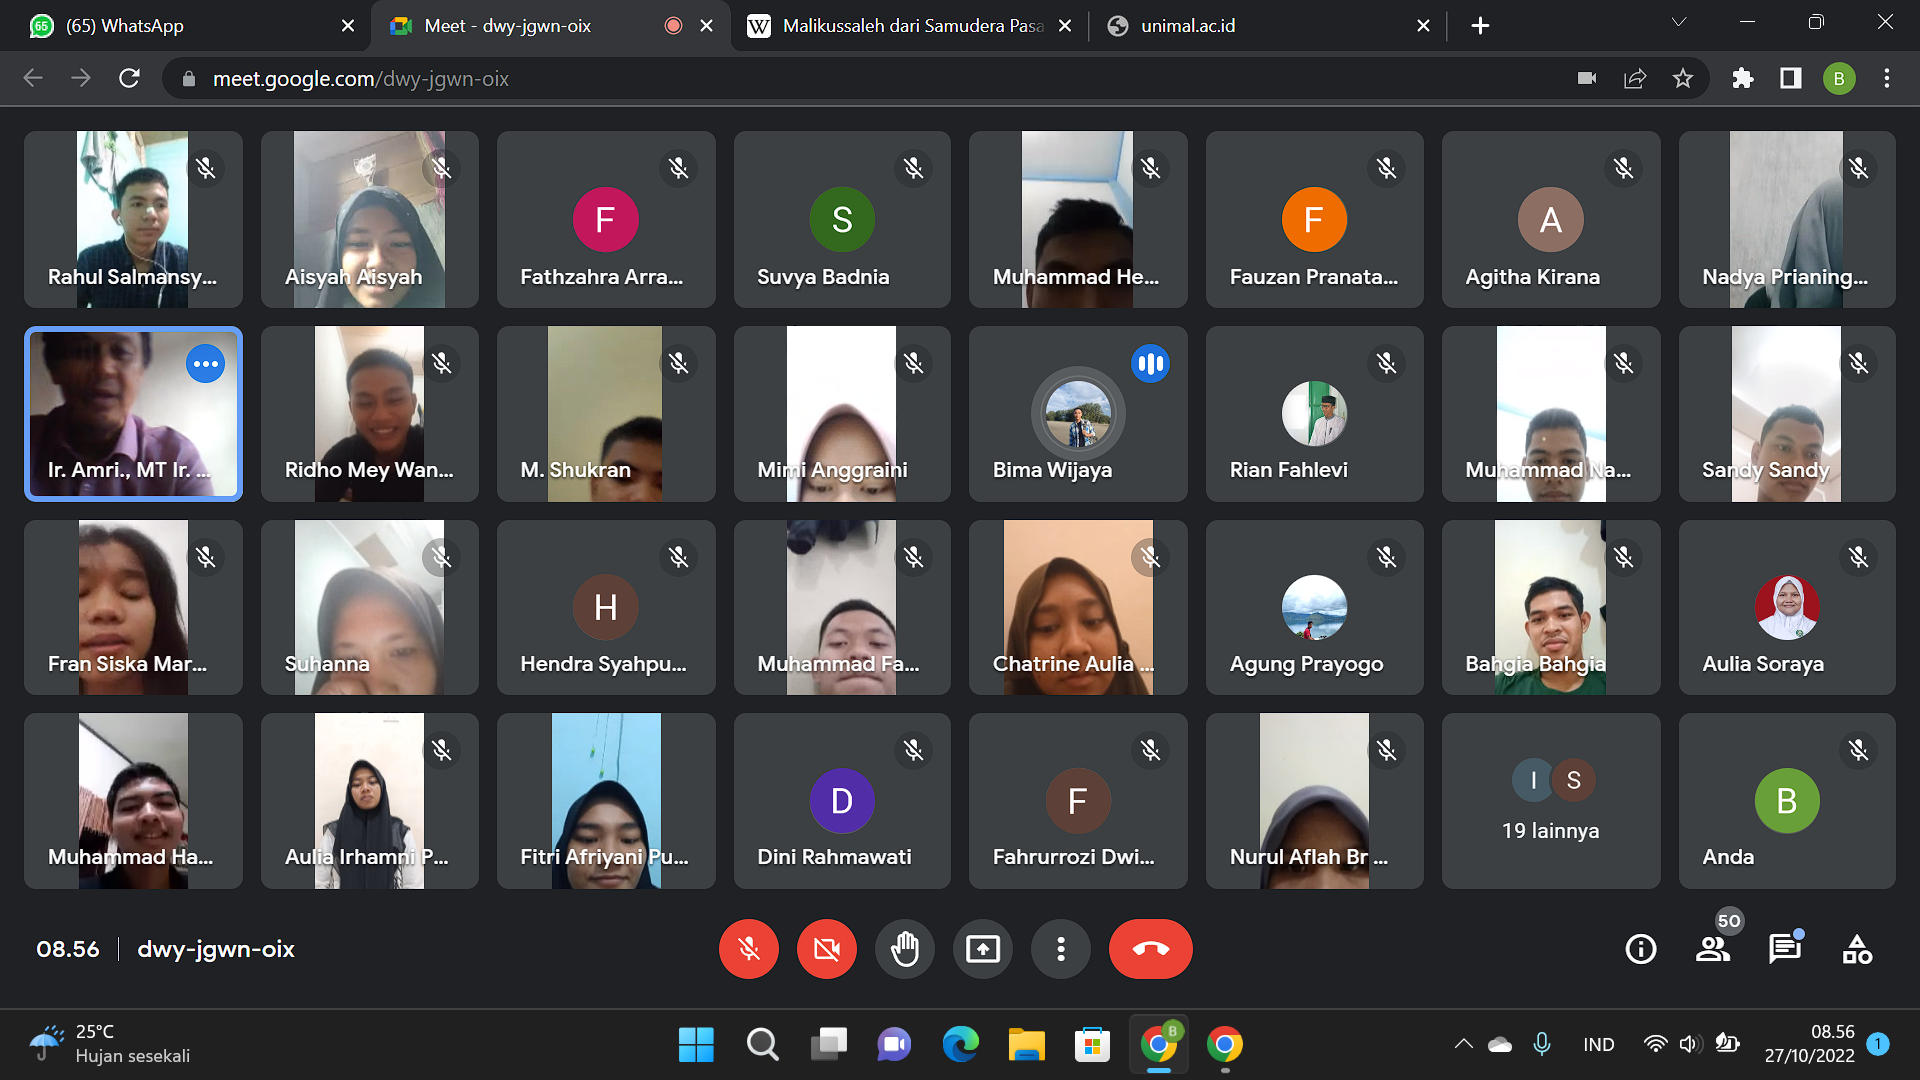 (65) WhatsApp
Meet - dwy-jgwn-oix
Malikussaleh dari Samudera Pasa
unimal.ac.id
meet.google.com/dwy-jgwn-oix
B
Rahul Salmansy...
Aisyah Aisyah
F
Fathzahra Arra...
S
Suvya Badnia
Muhammad He...
F
Fauzan Pranata...
A
Agitha Kirana
Nadya Prianing...
Ir. Amri., MT Ir. ...
Ridho Mey Wan...
M. Shukran
Mimi Anggraini
Bima Wijaya
Rian Fahlevi
Muhammad Na...
Sandy Sandy
Fran Siska Mar...
Suhanna
H
Hendra Syahpu...
Muhammad Fa...
Chatrine Aulia ...
Agung Prayogo
Bahgia Bahgia
Aulia Soraya
Muhammad Ha...
Aulia Irhamni P...
Fitri Afriyani Pu...
D
Dini Rahmawati
F
Fahrurrozi Dwi...
Nurul Aflah Br ...
I S
19 lainnya
B
Anda
08.56 | dwy-jgwn-oix
50
25°C
Hujan sesekali
B
IND
08.56
27/10/2022
1